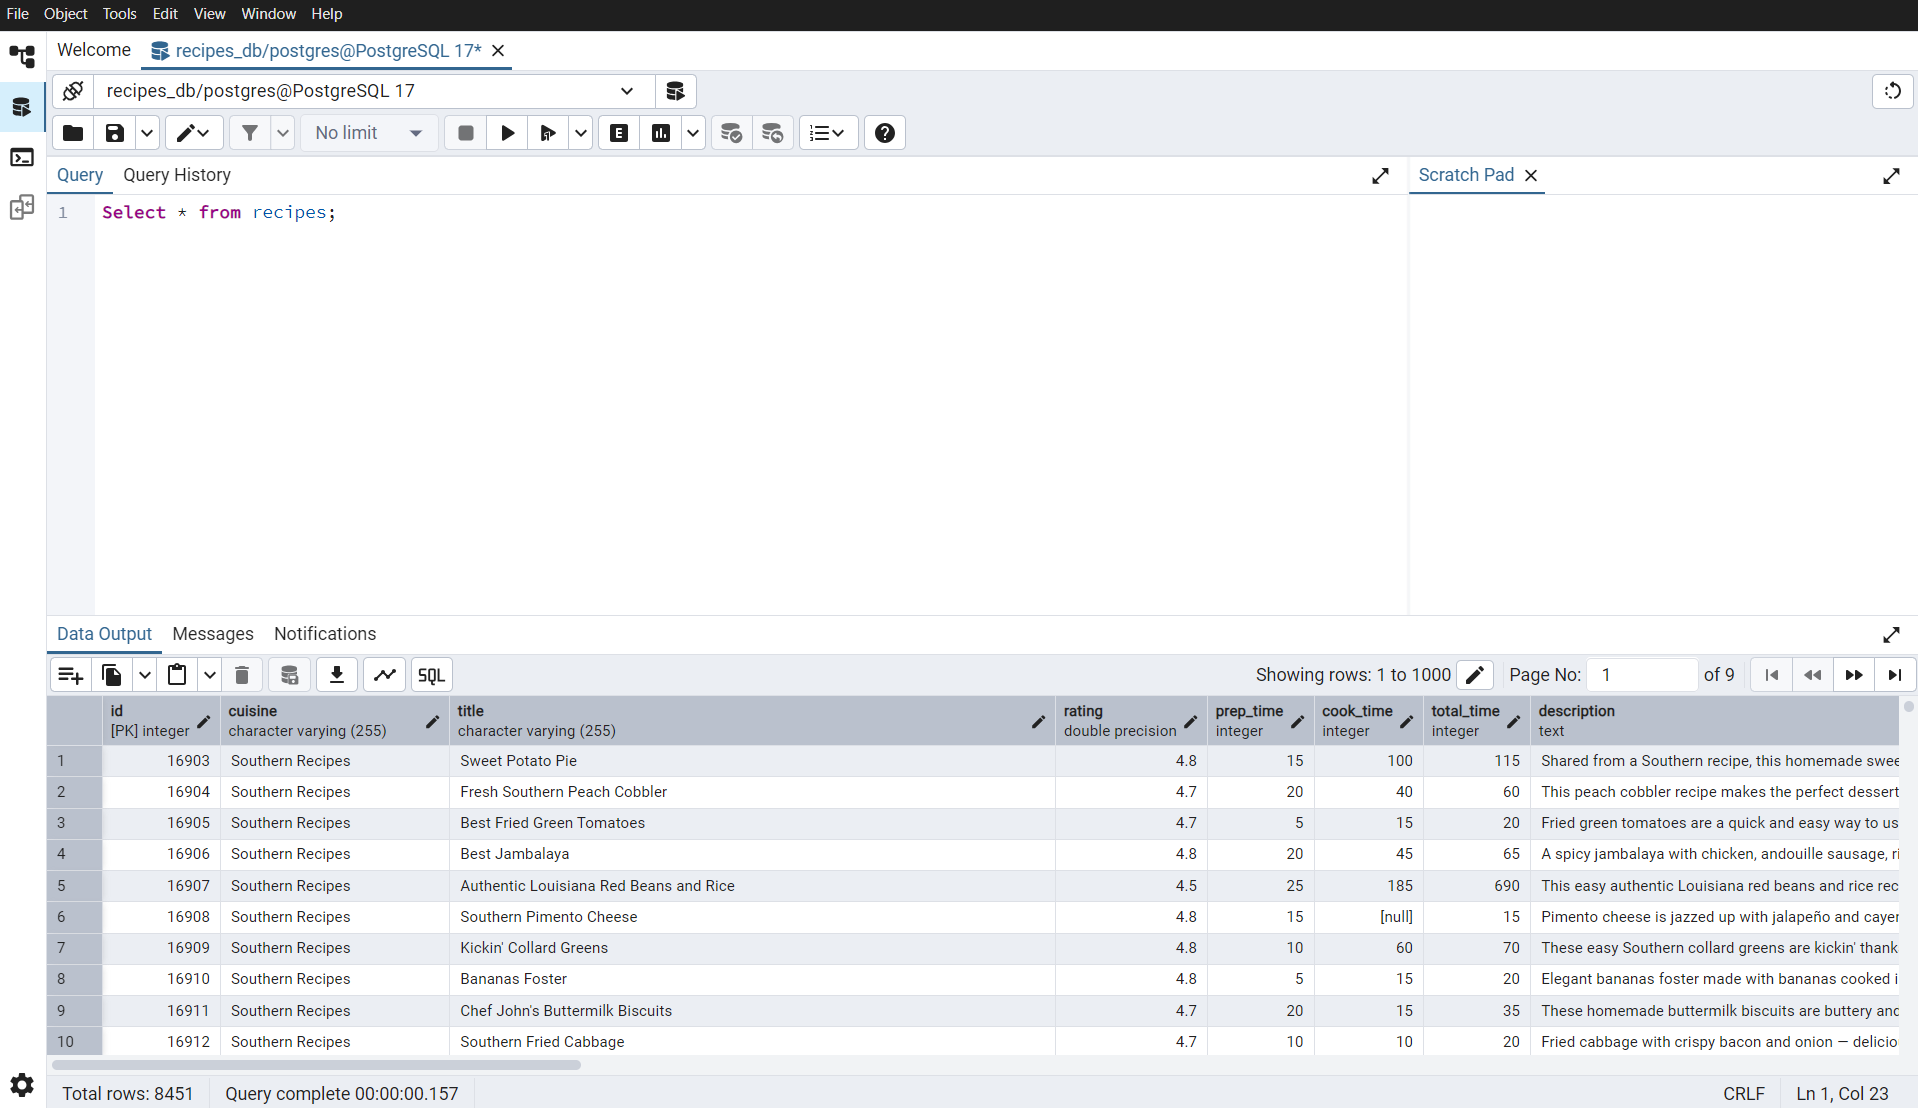 File Object Tools Edit View Window Help
Welcome recipes_db/postgres@PostgreSQL 17*
recipes_db/postgres@PostgreSQL 17
No limit E
Query Query History Scratch Pad
1 Select * from recipes;
Data Output Messages Notifications
SQL Showing rows: 1 to 1000 Page No: 1 of 9
id cuisine title rating prep_time cook_time total_time description
[PK] integer character varying (255) character varying (255) double precision integer integer integer text
1 16903 Southern Recipes Sweet Potato Pie 4.8 15 100 115 Shared from a Southern recipe, this homemade swee
2 16904 Southern Recipes Fresh Southern Peach Cobbler 4.7 20 40 60 This peach cobbler recipe makes the perfect dessert
3 16905 Southern Recipes Best Fried Green Tomatoes 4.7 5 15 20 Fried green tomatoes are a quick and easy way to us
4 16906 Southern Recipes Best Jambalaya 4.8 20 45 65 A spicy jambalaya with chicken, andouille sausage, ri
5 16907 Southern Recipes Authentic Louisiana Red Beans and Rice 4.5 25 185 690 This easy authentic Louisiana red beans and rice rec
6 16908 Southern Recipes Southern Pimento Cheese 4.8 15 [null] 15 Pimento cheese is jazzed up with jalapeño and cayer
7 16909 Southern Recipes Kickin' Collard Greens 4.8 10 60 70 These easy Southern collard greens are kickin' thank
8 16910 Southern Recipes Bananas Foster 4.8 5 15 20 Elegant bananas foster made with bananas cooked i
9 16911 Southern Recipes Chef John's Buttermilk Biscuits 4.7 20 15 35 These homemade buttermilk biscuits are buttery and
10 16912 Southern Recipes Southern Fried Cabbage 4.7 10 10 20 Fried cabbage with crispy bacon and onion — delicio
Total rows: 8451 Query complete 00:00:00.157 CRLF Ln 1, Col 23